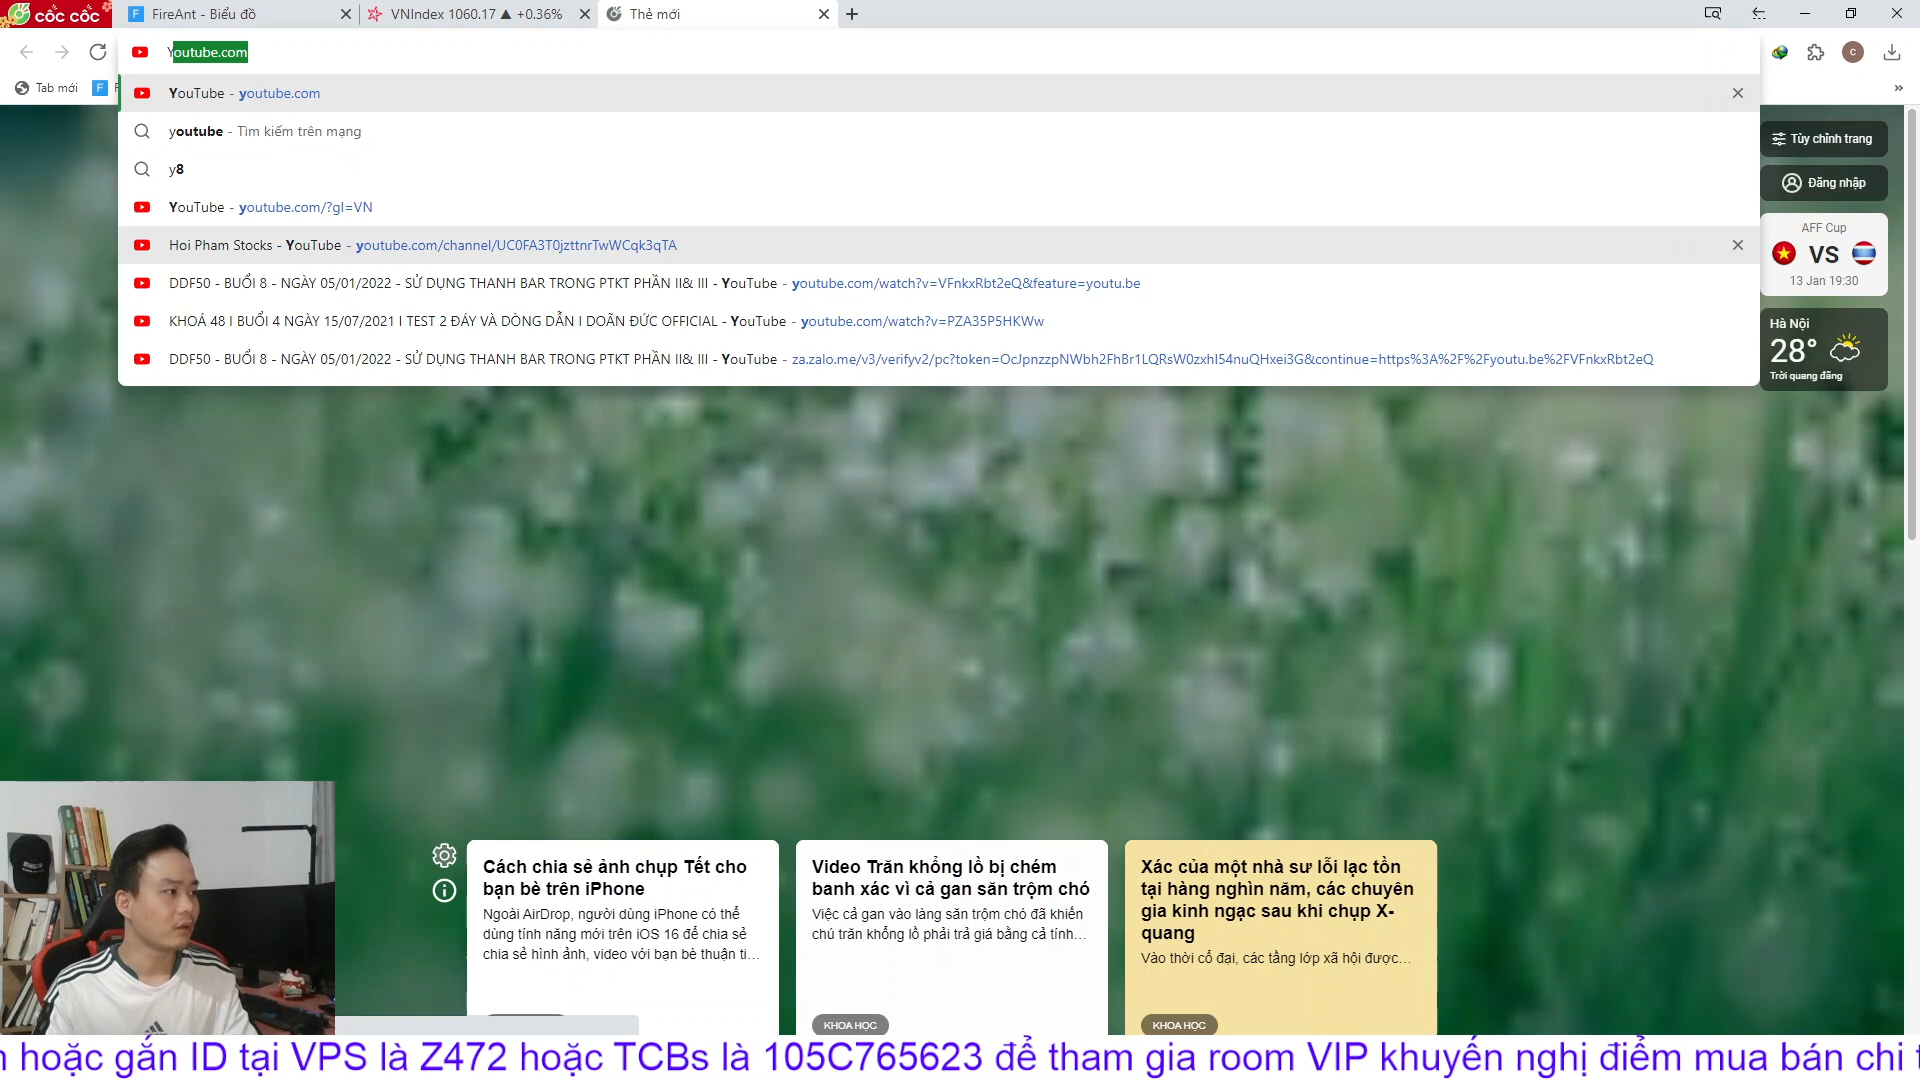 cốc cốc
FireAnt - Biểu đồ
VNIndex 1060.17 ▲ +0.36%
Thẻ mới
Youtube.com
C
Tab mới
YouTube - youtube.com
youtube - Tìm kiếm trên mạng
y8
YouTube - youtube.com/?gl=VN
Hoi Pham Stocks - YouTube - youtube.com/channel/UC0FA3T0jzttnrTwWCqk3qTA
DDF50 - BUỔI 8 - NGÀY 05/01/2022 - SỬ DỤNG THANH BAR TRONG PTKT PHẦN II& III - YouTube - youtube.com/watch?v=VFnkxRbt2eQ&feature=youtu.be
KHOÁ 48 I BUỔI 4 NGÀY 15/07/2021 I TEST 2 ĐÁY VÀ DÒNG DẪN I DOÃN ĐỨC OFFICIAL - YouTube - youtube.com/watch?v=PZA35P5HKWw
DDF50 - BUỔI 8 - NGÀY 05/01/2022 - SỬ DỤNG THANH BAR TRONG PTKT PHẦN II& III - YouTube - za.zalo.me/v3/verifyv2/pc?token=OcJpnzzpNWbh2FhBr1LQRsW0zxhI54nuQHxei3G&continue=https%3A%2F%2Fyoutu.be%2FVFnkxRbt2eQ
Tùy chỉnh trang
Đăng nhập
AFF Cup
VS
13 Jan 19:30
Hà Nội
28°
Trời quang đãng
Cách chia sẻ ảnh chụp Tết cho
bạn bè trên iPhone
Ngoài AirDrop, người dùng iPhone có thể
dùng tính năng mới trên iOS 16 để chia sẻ
chia sẻ hình ảnh, video với bạn bè thuận ti...
Video Trăn khổng lồ bị chém
banh xác vì cả gan săn trộm chó
Việc cả gan vào làng săn trộm chó đã khiến
chú trăn khổng lồ phải trả giá bằng cả tính...
KHOA HỌC
Xác của một nhà sư lỗi lạc tồn
tại hàng nghìn năm, các chuyên
gia kinh ngạc sau khi chụp X-
quang
Vào thời cổ đại, các tầng lớp xã hội được...
KHOA HỌC
hoặc gắn ID tại VPS là Z472 hoặc TCBs là 105C765623 để tham gia room VIP khuyến nghị điểm mua bán chi